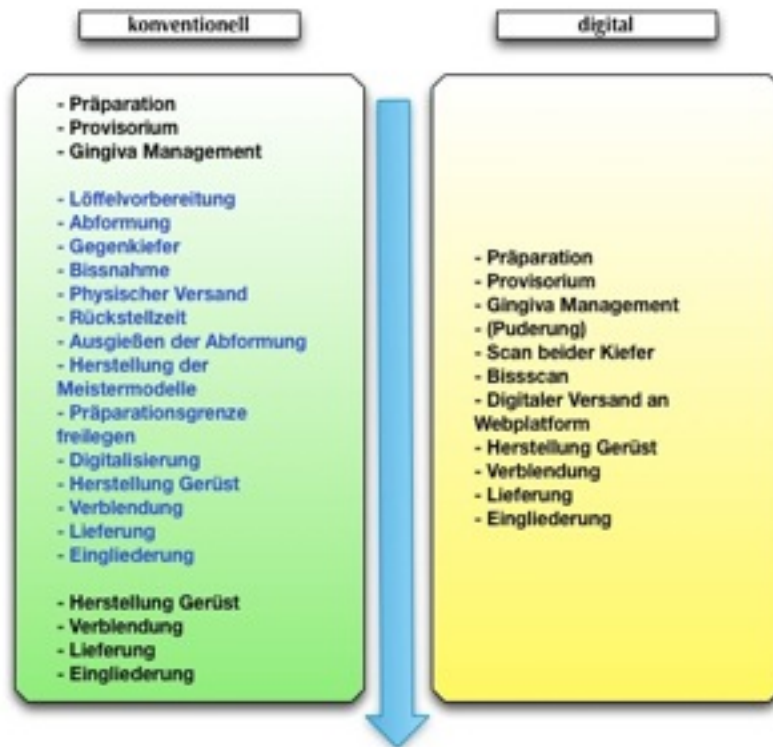 konventionell
- Präparation
- Provisorium
- Gingiva Management
- Löffelvorbereitung
- Abformung
- Gegenkiefer
- Bissnahme
- Physischer Versand
- Rückstellzeit
- Ausgießen der Abformung
- Herstellung der
Meistermodelle
- Präparationsgrenze
freilegen
- Digitalisierung
- Herstellung Gerüst
- Verblendung
- Lieferung
- Eingliederung
- Herstellung Gerüst
- Verblendung
- Lieferung
- Eingliederung
digital
- Präparation
- Provisorium
- Gingiva Management
- (Puderung)
- Scan beider Kiefer
- Bissscan
- Digitaler Versand an
Webplatform
- Herstellung Gerüst
- Verblendung
- Lieferung
- Eingliederung